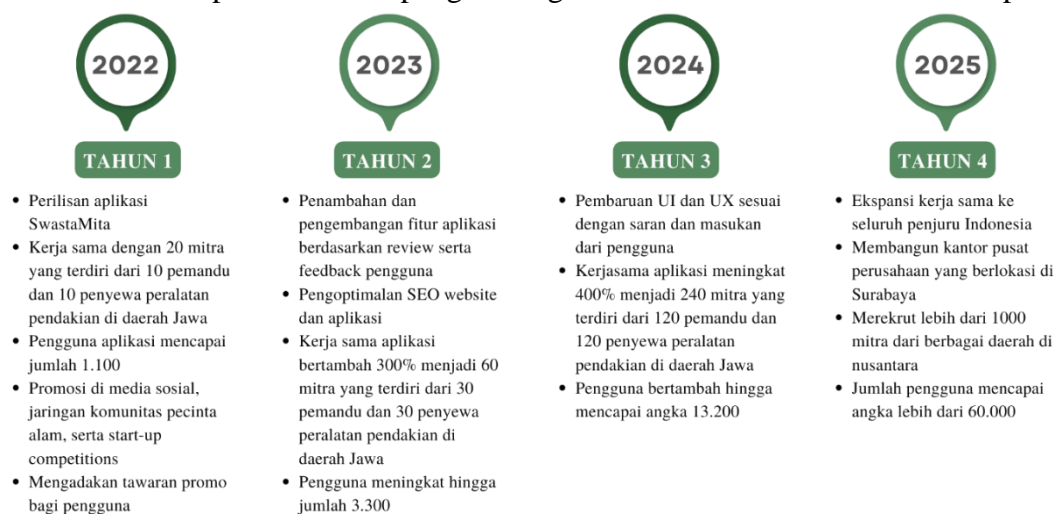 2022
TAHUN 1
• Perilisan aplikasi
SwastaMita
• Kerja sama dengan 20 mitra
yang terdiri dari 10 pemandu
dan 10 penyewa peralatan
pendakian di daerah Jawa
• Pengguna aplikasi mencapai
jumlah 1.100
• Promosi di media sosial,
jaringan komunitas pecinta
alam, serta start-up
competitions
• Mengadakan tawaran promo
bagi pengguna
2023
TAHUN 2
• Penambahan dan
pengembangan fitur aplikasi
berdasarkan review serta
feedback pengguna
• Pengoptimalan SEO website
dan aplikasi
• Kerja sama aplikasi
bertambah 300% menjadi 60
mitra yang terdiri dari 30
pemandu dan 30 penyewa
peralatan pendakian di
daerah Jawa
• Pengguna meningkat hingga
jumlah 3.300
2024
TAHUN 3
• Pembaruan UI dan UX sesuai
dengan saran dan masukan
dari pengguna
• Kerjasama aplikasi meningkat
400% menjadi 240 mitra yang
terdiri dari 120 pemandu dan
120 penyewa peralatan
pendakian di daerah Jawa
• Pengguna bertambah hingga
mencapai angka 13.200
2025
TAHUN 4
• Ekspansi kerja sama ke
seluruh penjuru Indonesia
• Membangun kantor pusat
perusahaan yang berlokasi di
Surabaya
• Merekrut lebih dari 1000
mitra dari berbagai daerah di
nusantara
• Jumlah pengguna mencapai
angka lebih dari 60.000